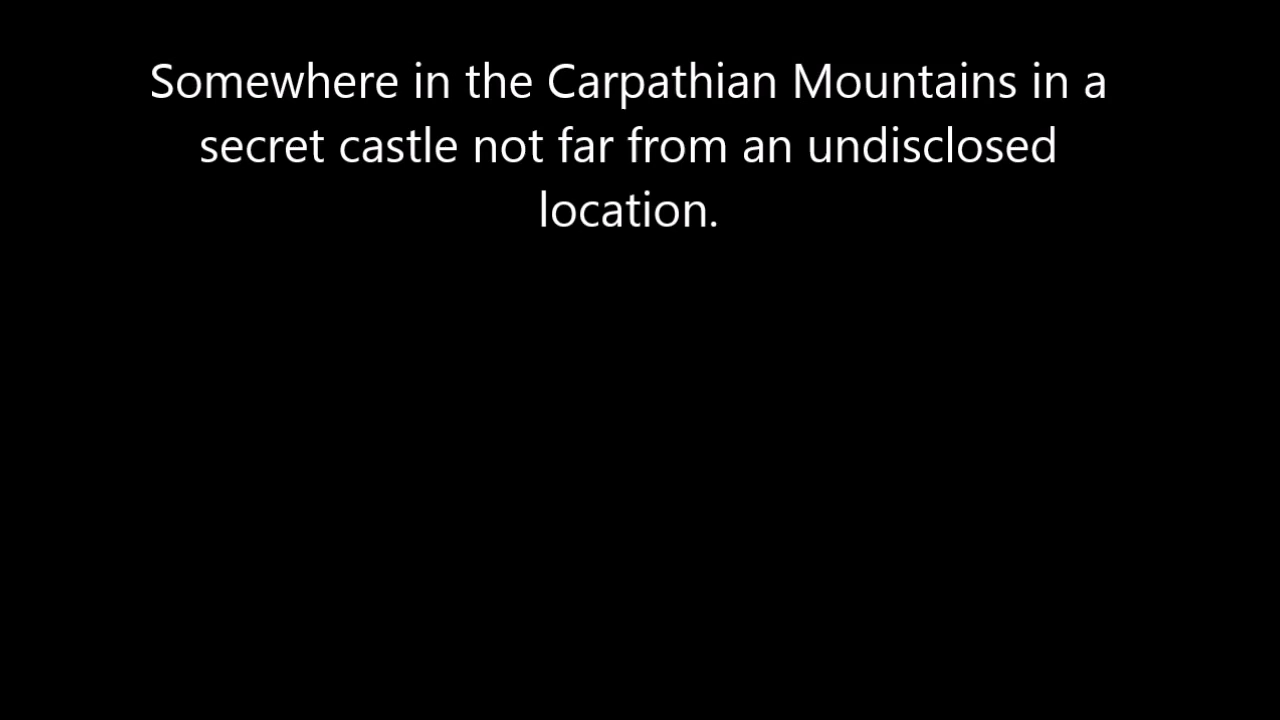 Somewhere in the Carpathian Mountains in a
secret castle not far from an undisclosed
location.